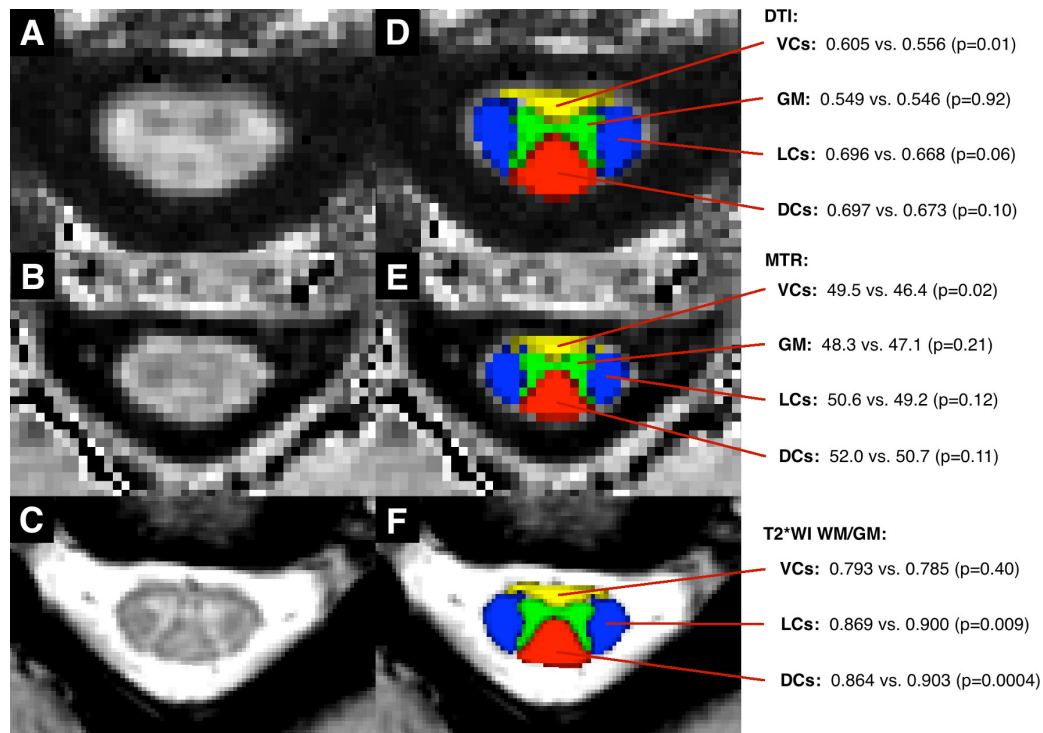 A
D
DTI:
VCs: 0.605 vs. 0.556 (p=0.01)
GM: 0.549 vs. 0.546 (p=0.92)
LCs: 0.696 vs. 0.668 (p=0.06)
DCs: 0.697 vs. 0.673 (p=0.10)
B
E
MTR:
VCs: 49.5 vs. 46.4 (p=0.02)
GM: 48.3 vs. 47.1 (p=0.21)
LCs: 50.6 vs. 49.2 (p=0.12)
DCs: 52.0 vs. 50.7 (p=0.11)
C
F
T2*WI WM/GM:
VCs: 0.793 vs. 0.785 (p=0.40)
LCs: 0.869 vs. 0.900 (p=0.009)
DCs: 0.864 vs. 0.903 (p=0.0004)